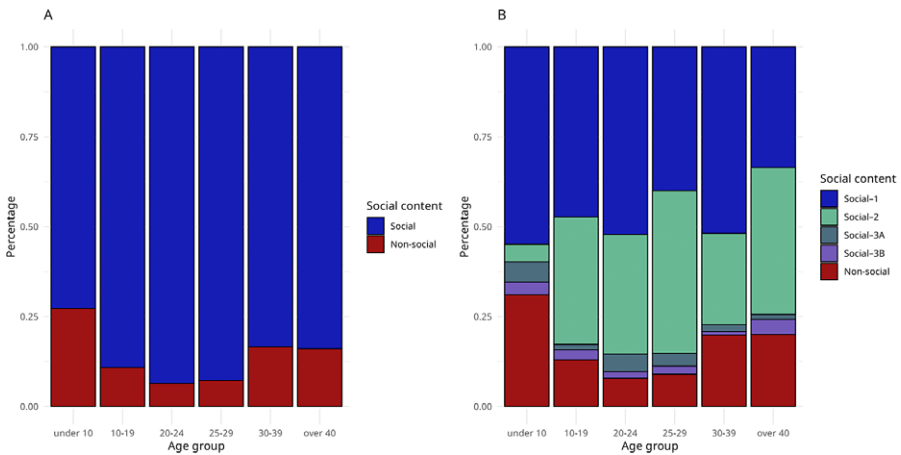 A
Percentage
1.00
0.75
0.50
0.25
0.00
under 10 10-19 20-24 25-29 30-39 over 40
Age group
Social content
Social
Non-social
B
Percentage
1.00
0.75
0.50
0.25
0.00
under 10 10-19 20-24 25-29 30-39 over 40
Age group
Social content
Social–1
Social–2
Social–3A
Social–3B
Non-social